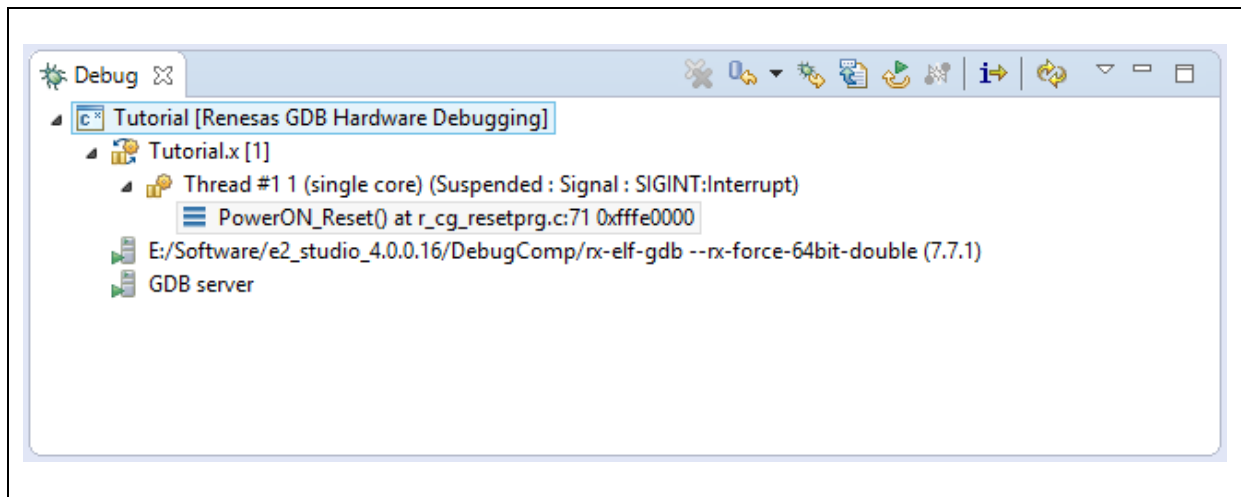 Debug
Tutorial [Renesas GDB Hardware Debugging]
Tutorial.x [1]
Thread #1 1 (single core) (Suspended : Signal : SIGINT:Interrupt)
PowerON_Reset() at r_cg_resetprg.c:71 0xfffe0000
E:/Software/e2_studio_4.0.0.16/DebugComp/rx-elf-gdb --rx-force-64bit-double (7.7.1)
GDB server